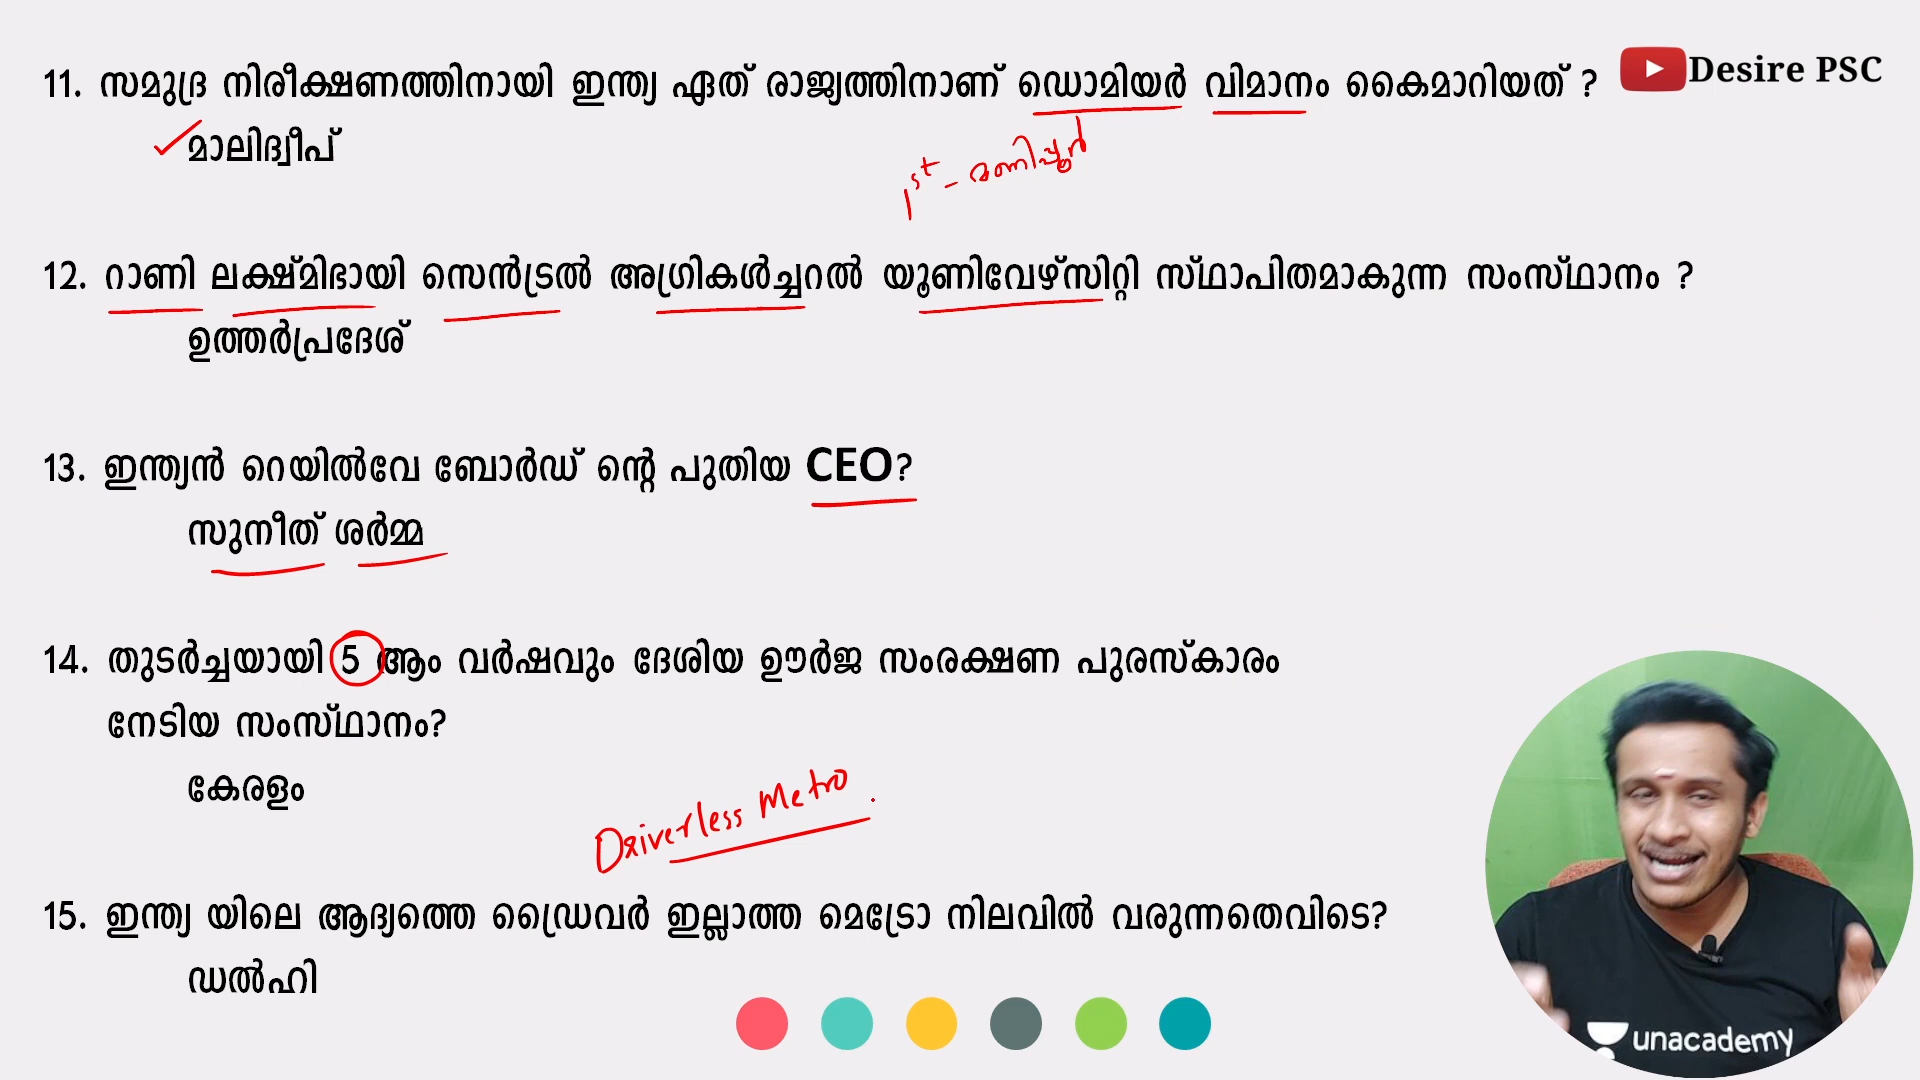 11. സമുദ്ര നിരീക്ഷണത്തിനായി ഇന്ത്യ ഏത് രാജ്യത്തിനാണ് ഡൊമിയർ വിമാനം കൈമാറിയത് ?
Desire PSC
മാലിദ്വീപ്
1st - മണിപ്പൂർ
12. റാണി ലക്ഷ്മിഭായി സെൻട്രൽ അഗ്രികൾച്ചറൽ യൂണിവേഴ്സിറ്റി സ്ഥാപിതമാകുന്ന സംസ്ഥാനം ?
ഉത്തർപ്രദേശ്
13. ഇന്ത്യൻ റെയിൽവേ ബോർഡ് ന്റെ പുതിയ CEO?
സുനീത് ശർമ്മ
14. തുടർച്ചയായി 5 ആം വർഷവും ദേശിയ ഊർജ സംരക്ഷണ പുരസ്കാരം
നേടിയ സംസ്ഥാനം?
കേരളം
Driverless Metro.
15. ഇന്ത്യ യിലെ ആദ്യത്തെ ഡ്രൈവർ ഇല്ലാത്ത മെട്രോ നിലവിൽ വരുന്നതെവിടെ?
ഡൽഹി
unacademy